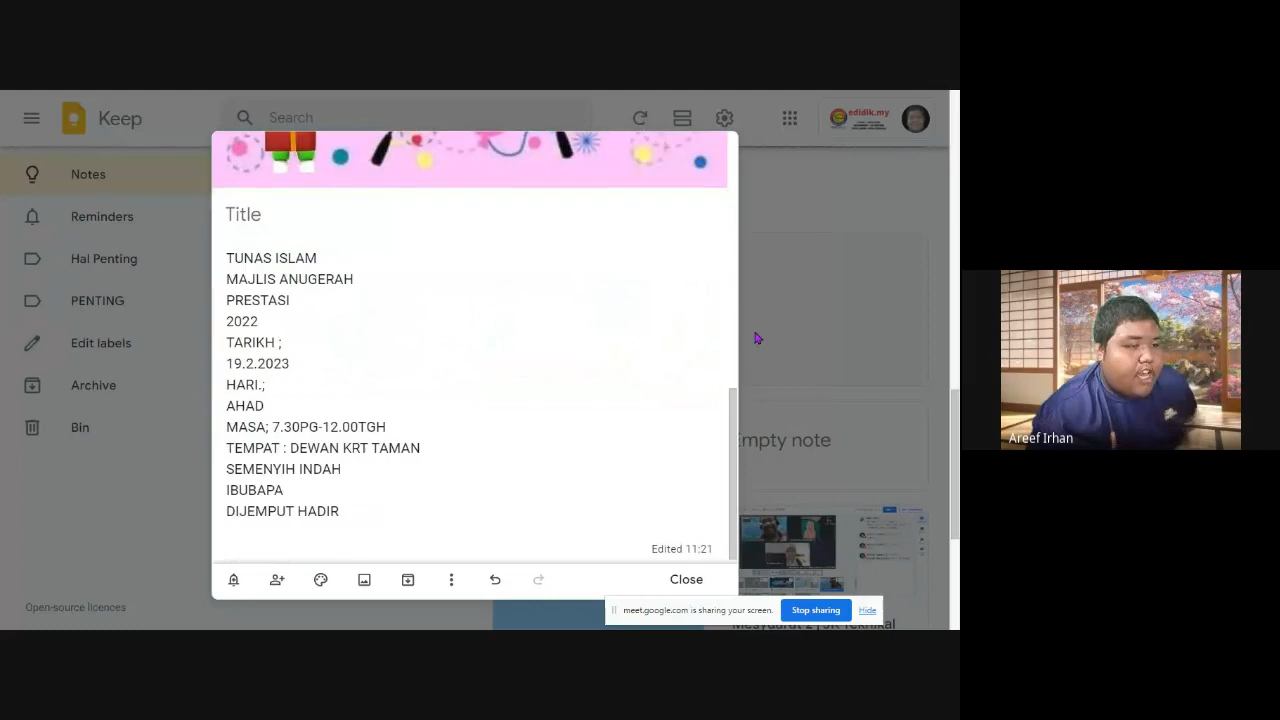 Keep
Search
edidik.my
Notes
Reminders
Hal Penting
PENTING
Edit labels
Archive
Bin
Title
TUNAS ISLAM
MAJLIS ANUGERAH
PRESTASI
2022
TARIKH ;
19.2.2023
HARI.;
AHAD
MASA; 7.30PG-12.00TGH
TEMPAT : DEWAN KRT TAMAN
SEMENYIH INDAH
IBUBAPA
DIJEMPUT HADIR
Edited 11:21
Close
mpty note
Open-source licences
meet.google.com is sharing your screen.
Stop sharing
Hide
Areef Irhan